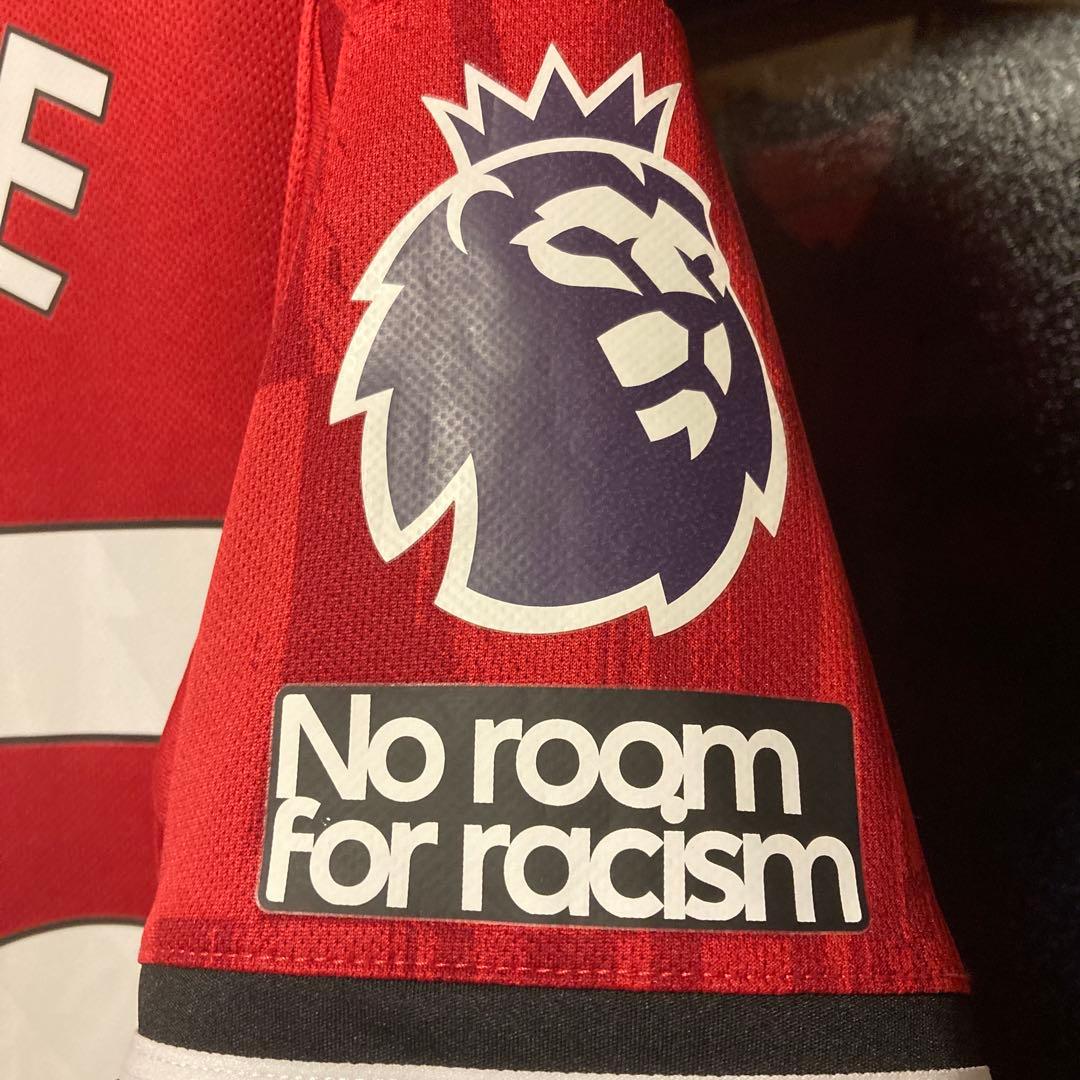 E
No room
for racism